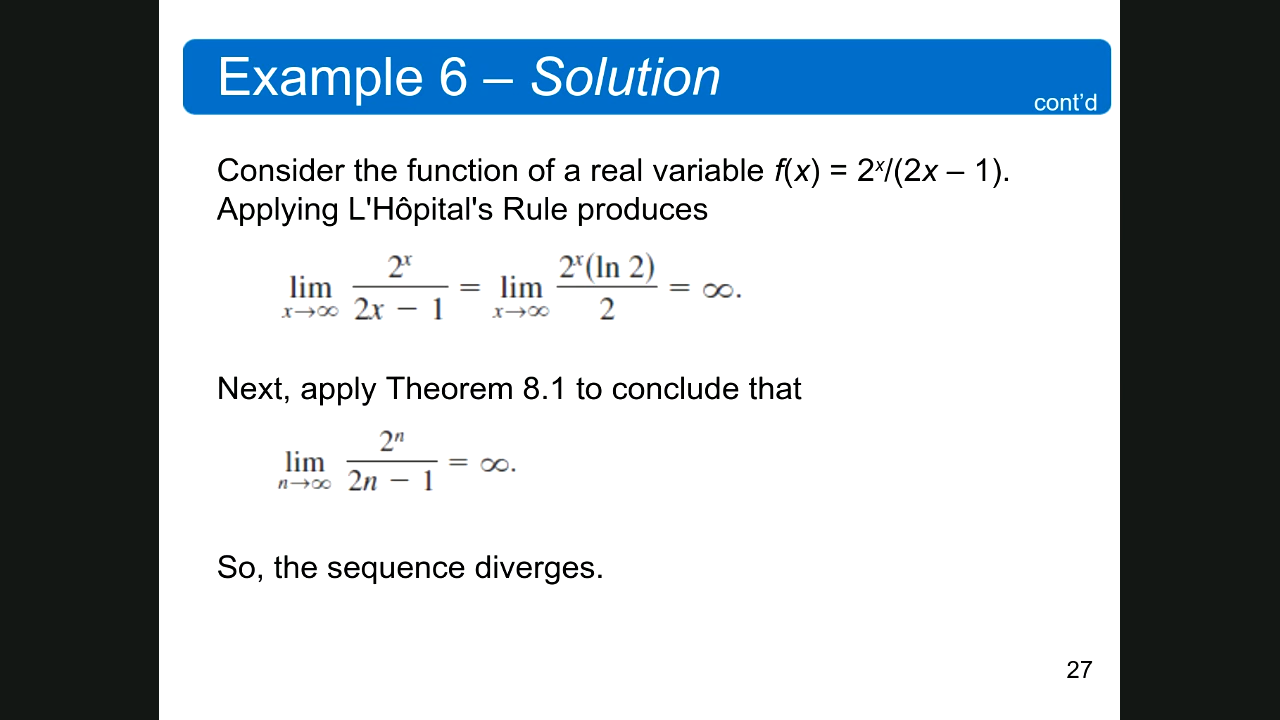 Example 6 – Solution
cont'd
Consider the function of a real variable f(x) = 2ˣ/(2x – 1).
Applying L'Hôpital's Rule produces
lim x→∞ 2ˣ / (2x − 1) = lim x→∞ 2ˣ(ln 2) / 2 = ∞.
Next, apply Theorem 8.1 to conclude that
lim n→∞ 2ⁿ / (2n − 1) = ∞.
So, the sequence diverges.
27